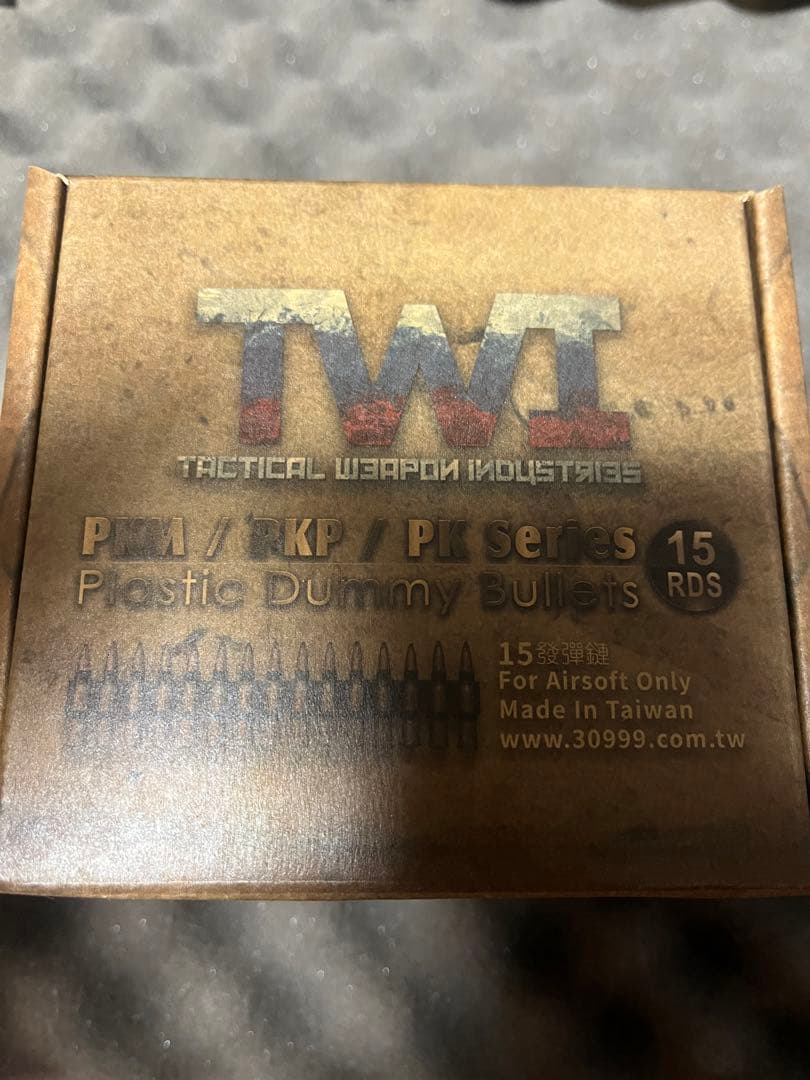 TWI
TACTICAL WEAPON INDUSTRIES
PKM / PKP / PK Series
Plastic Dummy Bullets
15
RDS
15發彈鏈
For Airsoft Only
Made In Taiwan
www.30999.com.tw